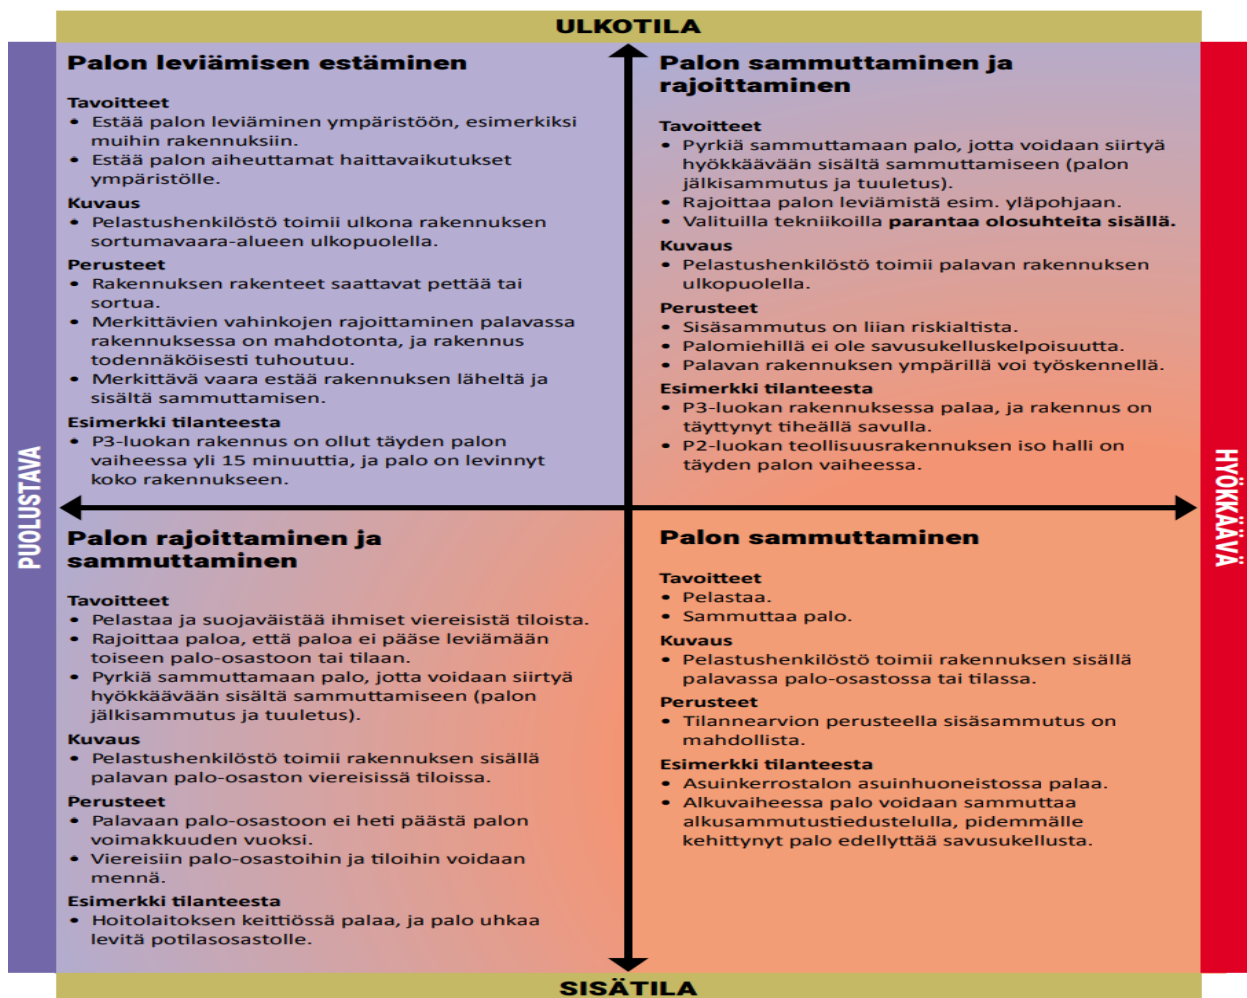 ULKOTILA
PUOLUSTAVA
Palon leviämisen estäminen
Tavoitteet
• Estää palon leviäminen ympäristöön, esimerkiksi
muihin rakennuksiin.
• Estää palon aiheuttamat haittavaikutukset
ympäristölle.
Kuvaus
• Pelastushenkilöstö toimii ulkona rakennuksen
sortumavaara-alueen ulkopuolella.
Perusteet
• Rakennuksen rakenteet saattavat pettää tai
sortua.
• Merkittävien vahinkojen rajoittaminen palavassa
rakennuksessa on mahdotonta, ja rakennus
todennäköisesti tuhoutuu.
• Merkittävä vaara estää rakennuksen läheltä ja
sisältä sammuttamisen.
Esimerkki tilanteesta
• P3-luokan rakennus on ollut täyden palon
vaiheessa yli 15 minuuttia, ja palo on levinnyt
koko rakennukseen.
Palon sammuttaminen ja
rajoittaminen
Tavoitteet
• Pyrkiä sammuttamaan palo, jotta voidaan siirtyä
hyökkäävään sisältä sammuttamiseen (palon
jälkisammutus ja tuuletus).
• Rajoittaa palon leviämistä esim. yläpohjaan.
• Valituilla tekniikoilla parantaa olosuhteita sisällä.
Kuvaus
• Pelastushenkilöstö toimii palavan rakennuksen
ulkopuolella.
Perusteet
• Sisäsammutus on liian riskialtista.
• Palomiehillä ei ole savusukelluskelpoisuutta.
• Palavan rakennuksen ympärillä voi työskennellä.
Esimerkki tilanteesta
• P3-luokan rakennuksessa palaa, ja rakennus on
täyttynyt tiheällä savulla.
• P2-luokan teollisuusrakennuksen iso halli on
täyden palon vaiheessa.
HYÖKKÄÄVÄ
Palon rajoittaminen ja
sammuttaminen
Tavoitteet
• Pelastaa ja suojaväistää ihmiset viereisistä tiloista.
• Rajoittaa paloa, että paloa ei pääse leviämään
toiseen palo-osastoon tai tilaan.
• Pyrkiä sammuttamaan palo, jotta voidaan siirtyä
hyökkäävään sisältä sammuttamiseen (palon
jälkisammutus ja tuuletus).
Kuvaus
• Pelastushenkilöstö toimii rakennuksen sisällä
palavan palo-osaston viereisissä tiloissa.
Perusteet
• Palavaan palo-osastoon ei heti päästä palon
voimakkuuden vuoksi.
• Viereisiin palo-osastoihin ja tiloihin voidaan
mennä.
Esimerkki tilanteesta
• Hoitolaitoksen keittiössä palaa, ja palo uhkaa
levitä potilasosastolle.
Palon sammuttaminen
Tavoitteet
• Pelastaa.
• Sammuttaa palo.
Kuvaus
• Pelastushenkilöstö toimii rakennuksen sisällä
palavassa palo-osastossa tai tilassa.
Perusteet
• Tilannearvion perusteella sisäsammutus on
mahdollista.
Esimerkki tilanteesta
• Asuinkerrostalon asuinhuoneistossa palaa.
• Alkuvaiheessa palo voidaan sammuttaa
alkusammutustiedustelulla, pidemmälle
kehittynyt palo edellyttää savusukellusta.
SISÄTILA